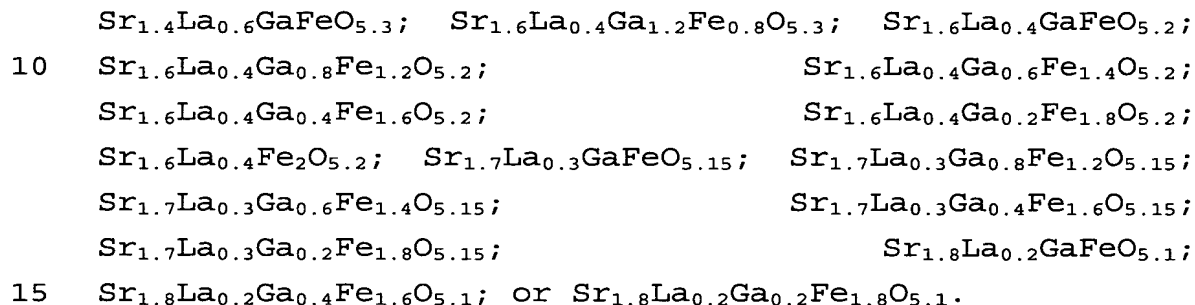 Sr₁.₄La₀.₆GaFeO₅.₃; Sr₁.₆La₀.₄Ga₁.₂Fe₀.₈O₅.₃; Sr₁.₆La₀.₄GaFeO₅.₂;
10 Sr₁.₆La₀.₄Ga₀.₈Fe₁.₂O₅.₂; Sr₁.₆La₀.₄Ga₀.₆Fe₁.₄O₅.₂;
Sr₁.₆La₀.₄Ga₀.₄Fe₁.₆O₅.₂; Sr₁.₆La₀.₄Ga₀.₂Fe₁.₈O₅.₂;
Sr₁.₆La₀.₄Fe₂O₅.₂; Sr₁.₇La₀.₃GaFeO₅.₁₅; Sr₁.₇La₀.₃Ga₀.₈Fe₁.₂O₅.₁₅;
Sr₁.₇La₀.₃Ga₀.₆Fe₁.₄O₅.₁₅; Sr₁.₇La₀.₃Ga₀.₄Fe₁.₆O₅.₁₅;
Sr₁.₇La₀.₃Ga₀.₂Fe₁.₈O₅.₁₅; Sr₁.₈La₀.₂GaFeO₅.₁;
15 Sr₁.₈La₀.₂Ga₀.₄Fe₁.₆O₅.₁; or Sr₁.₈La₀.₂Ga₀.₂Fe₁.₈O₅.₁.